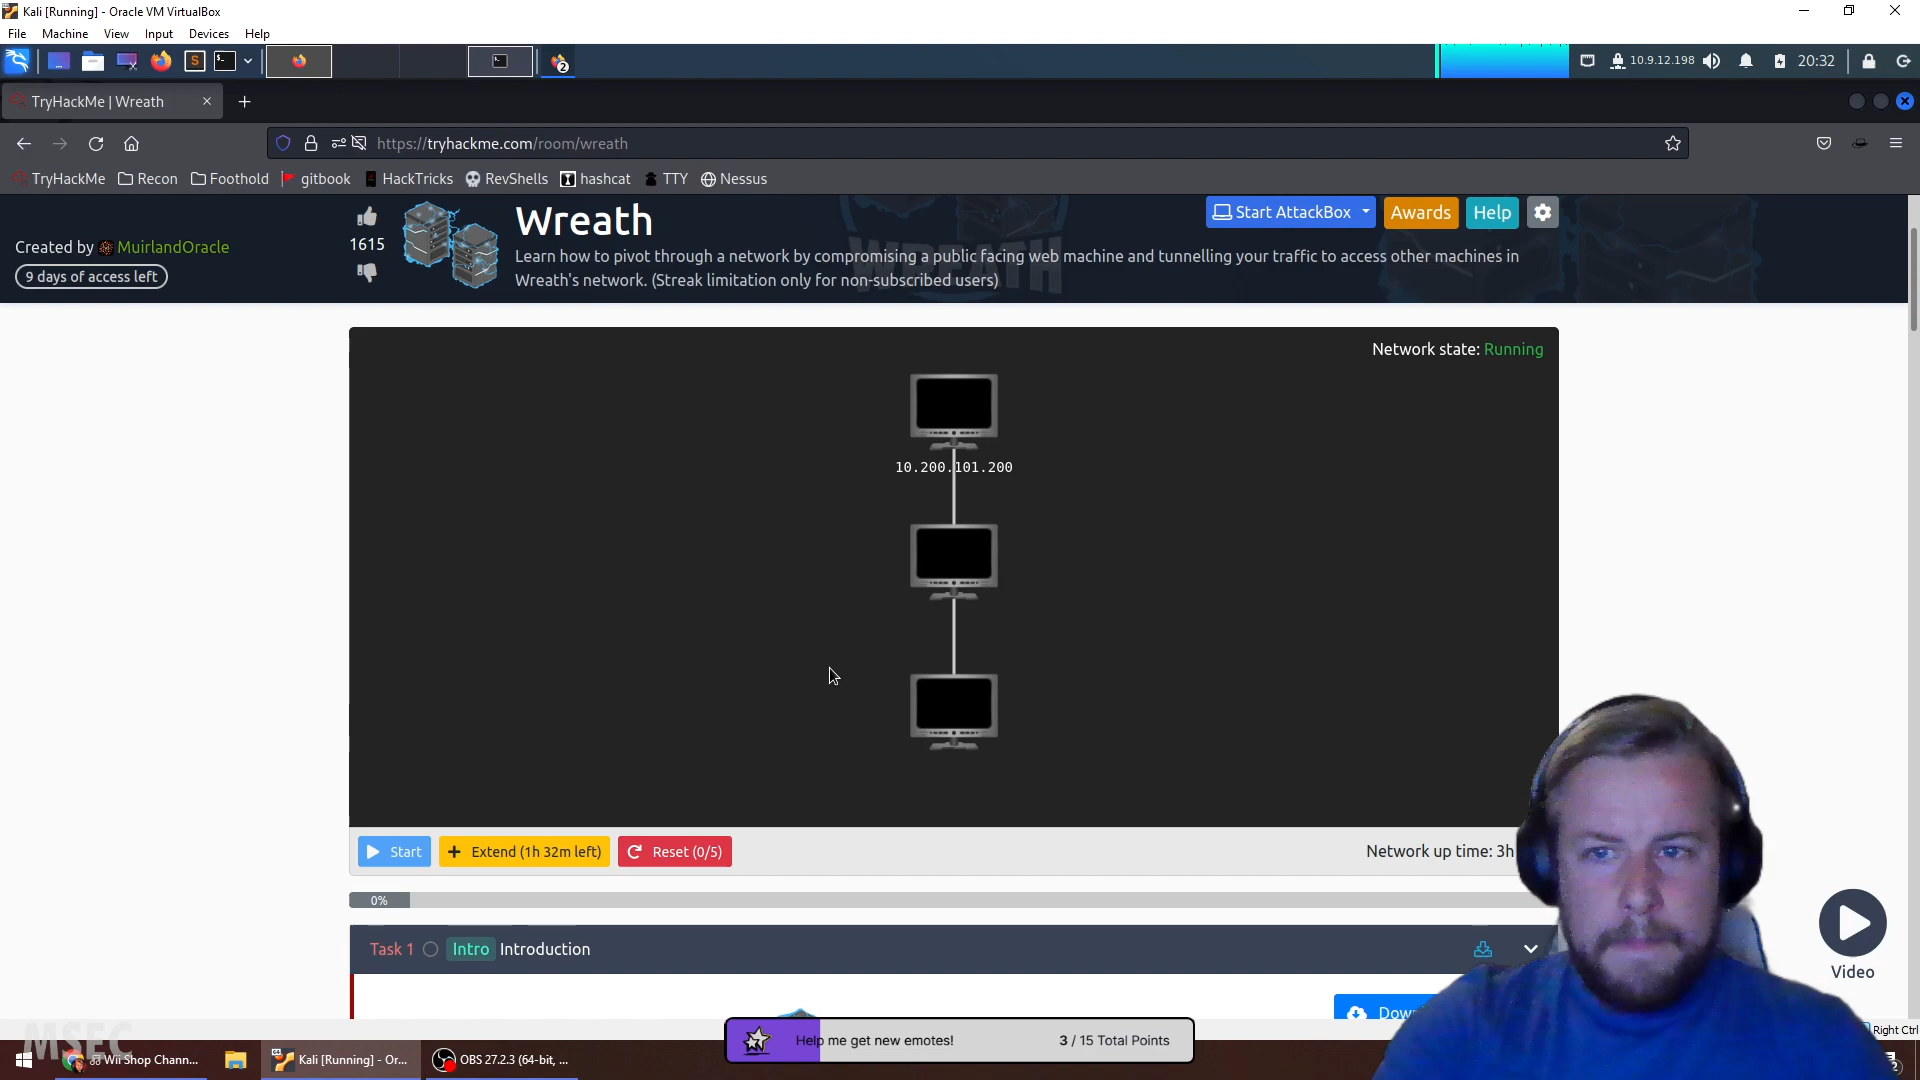 Kali [Running] - Oracle VM VirtualBox
File Machine View Input Devices Help
10.9.12.198
20:32
2
TryHackMe | Wreath
https://tryhackme.com/room/wreath
TryHackMe
Recon
Foothold
gitbook
HackTricks
RevShells
hashcat
TTY
Nessus
Created by MuirlandOracle
9 days of access left
1615
Wreath
Start AttackBox
Awards
Help
Learn how to pivot through a network by compromising a public facing web machine and tunnelling your traffic to access other machines in
Wreath's network. (Streak limitation only for non-subscribed users)
WREATH
Network state: Running
10.200.101.200
Start
Extend (1h 32m left)
Reset (0/5)
Network up time: 3h
0%
Task 1 Intro Introduction
Video
Help me get new emotes!
3 / 15 Total Points
Right Ctrl
MSEC
Wii Shop Chann...
Kali [Running] - Or...
OBS 27.2.3 (64-bit, ...
2